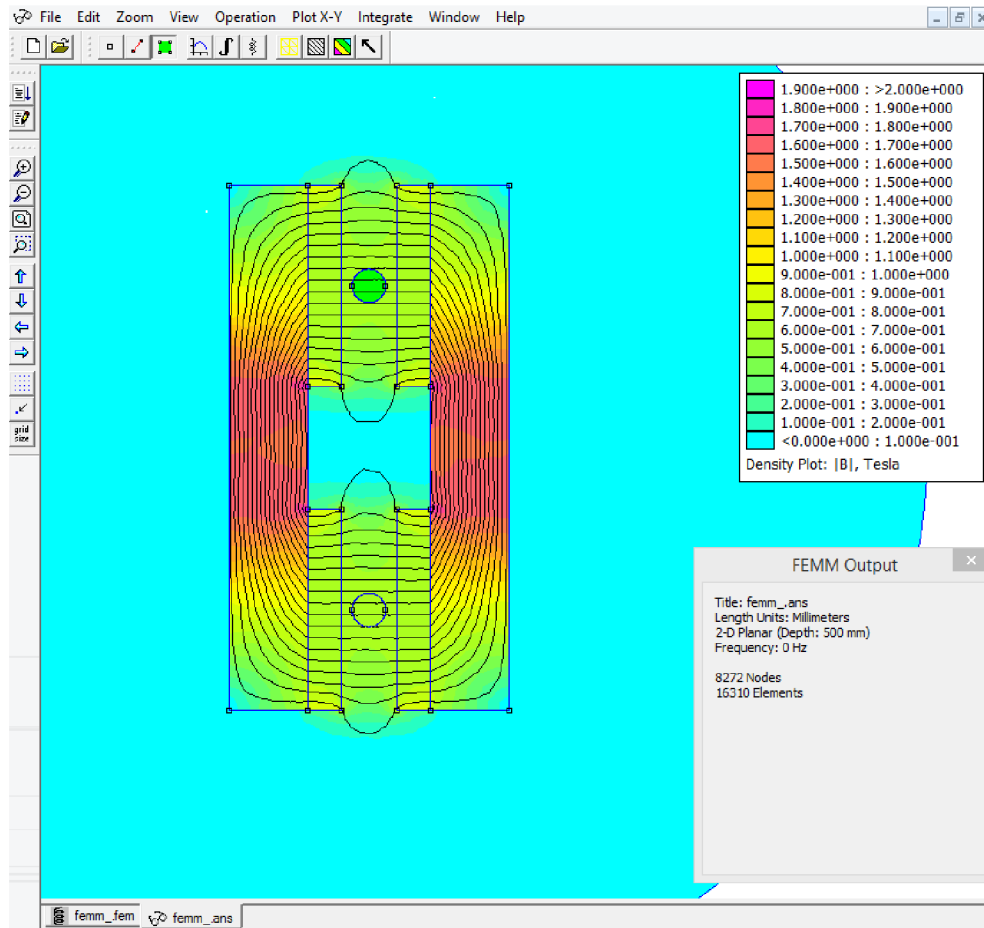 File Edit Zoom View Operation Plot X-Y Integrate Window Help
1.900e+000 : >2.000e+000
1.800e+000 : 1.900e+000
1.700e+000 : 1.800e+000
1.600e+000 : 1.700e+000
1.500e+000 : 1.600e+000
1.400e+000 : 1.500e+000
1.300e+000 : 1.400e+000
1.200e+000 : 1.300e+000
1.100e+000 : 1.200e+000
1.000e+000 : 1.100e+000
9.000e-001 : 1.000e+000
8.000e-001 : 9.000e-001
7.000e-001 : 8.000e-001
6.000e-001 : 7.000e-001
5.000e-001 : 6.000e-001
4.000e-001 : 5.000e-001
3.000e-001 : 4.000e-001
2.000e-001 : 3.000e-001
1.000e-001 : 2.000e-001
<0.000e+000 : 1.000e-001
Density Plot: |B|, Tesla
grid
size
FEMM Output
Title: femm_.ans
Length Units: Millimeters
2-D Planar (Depth: 500 mm)
Frequency: 0 Hz
8272 Nodes
16310 Elements
femm_.fem femm_.ans